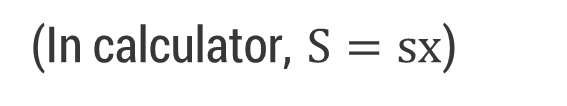 (In calculator, S = sx)